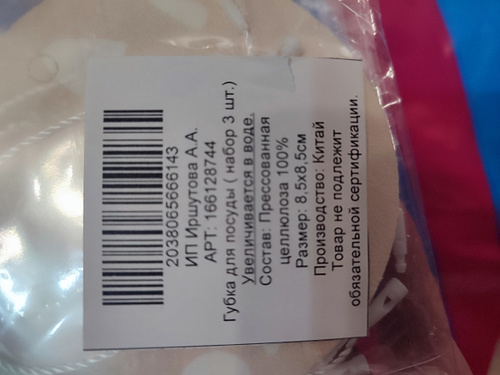 2038065666143
ИП Иршутова А.А.
АРТ: 166128744
Губка для посуды ( набор 3 шт.)
Увеличивается в воде.
Состав: Прессованная
целлюлоза 100%
Размер: 8,5х8,5см
Производство: Китай
Товар не подлежит
обязательной сертификации.